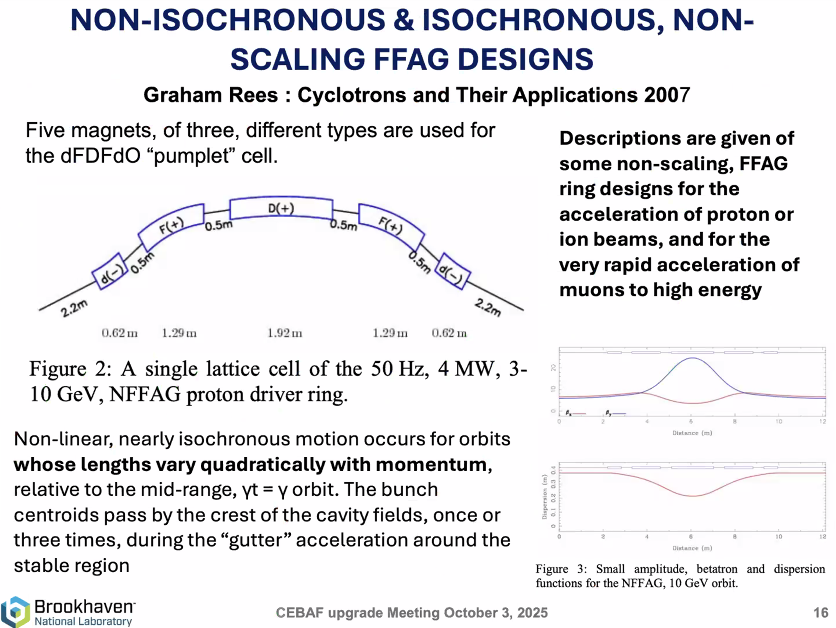 NON-ISOCHRONOUS & ISOCHRONOUS, NON-
SCALING FFAG DESIGNS
Graham Rees : Cyclotrons and Their Applications 2007
Five magnets, of three, different types are used for
the dFDFdO “pumplet” cell.
2.2m
d(−)
0.5m
F(+)
0.5m
D(+)
0.5m
F(+)
0.5m
d(−)
2.2m
0.62 m 1.29 m 1.92 m 1.29 m 0.62 m
Figure 2: A single lattice cell of the 50 Hz, 4 MW, 3-
10 GeV, NFFAG proton driver ring.
Non-linear, nearly isochronous motion occurs for orbits
whose lengths vary quadratically with momentum,
relative to the mid-range, γt = γ orbit. The bunch
centroids pass by the crest of the cavity fields, once or
three times, during the “gutter” acceleration around the
stable region
Descriptions are given of
some non-scaling, FFAG
ring designs for the
acceleration of proton or
ion beams, and for the
very rapid acceleration of
muons to high energy
20
10
0
βx βy
0 2 4 6 8 10 12
Distance (m)
Dispersion (m)
0.4
0.3
0.2
0.1
0
0 2 4 6 8 10 12
Distance (m)
Figure 3: Small amplitude, betatron and dispersion
functions for the NFFAG, 10 GeV orbit.
Brookhaven
National Laboratory
CEBAF upgrade Meeting October 3, 2025
16